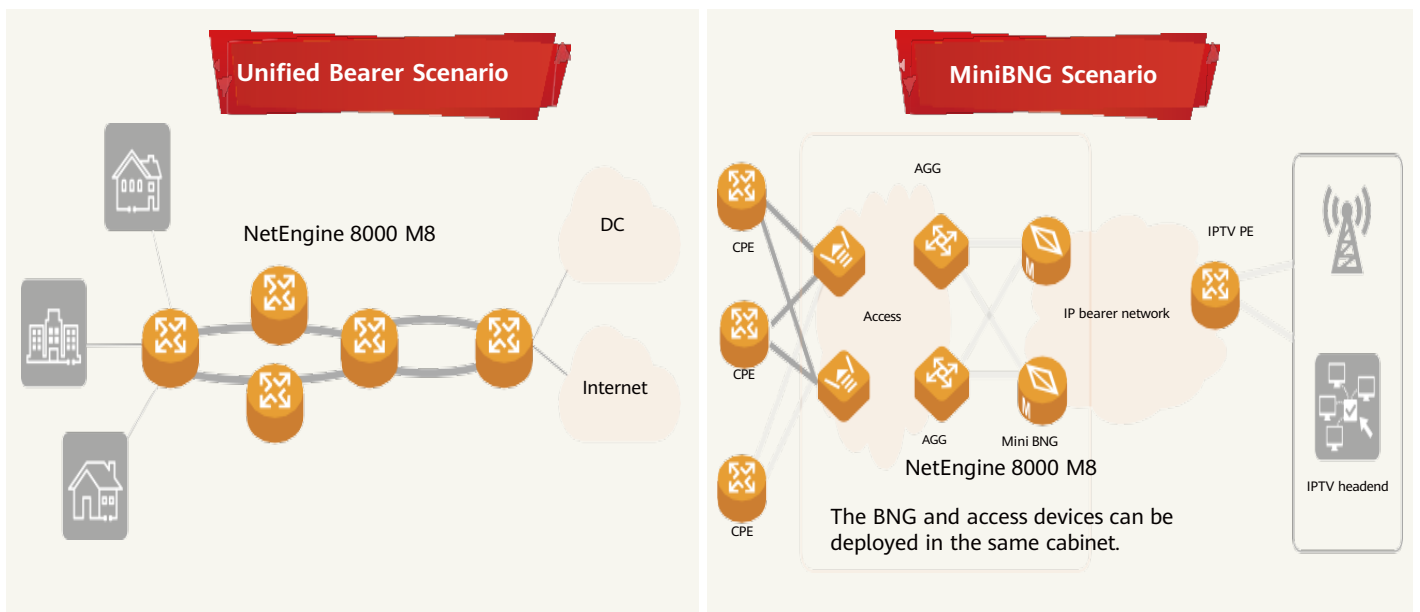 Unified Bearer Scenario
NetEngine 8000 M8
DC
Internet
MiniBNG Scenario
AGG
CPE
IPTV PE
Access
IP bearer network
CPE
AGG
Mini BNG
NetEngine 8000 M8
IPTV headend
CPE
The BNG and access devices can be
deployed in the same cabinet.
M
M